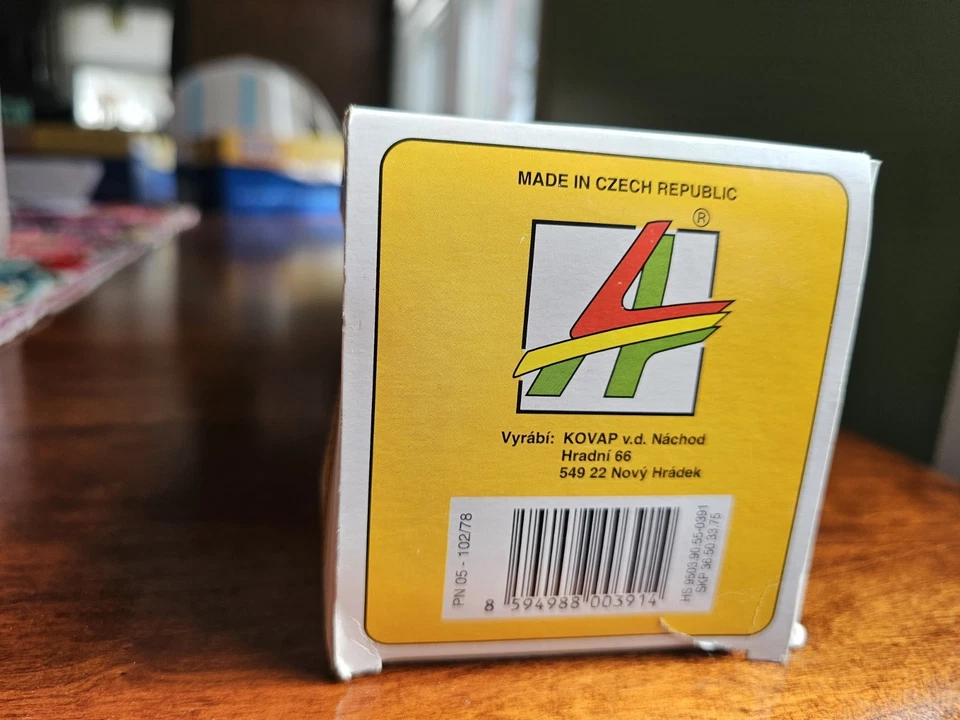 MADE IN CZECH REPUBLIC
®
Vyrábí: KOVAP v.d. Náchod
Hradní 66
549 22 Nový Hrádek
PN 05 - 102/78
8 594988 003914
HS 9503.90.55-0391
SKP 36.50.33.75